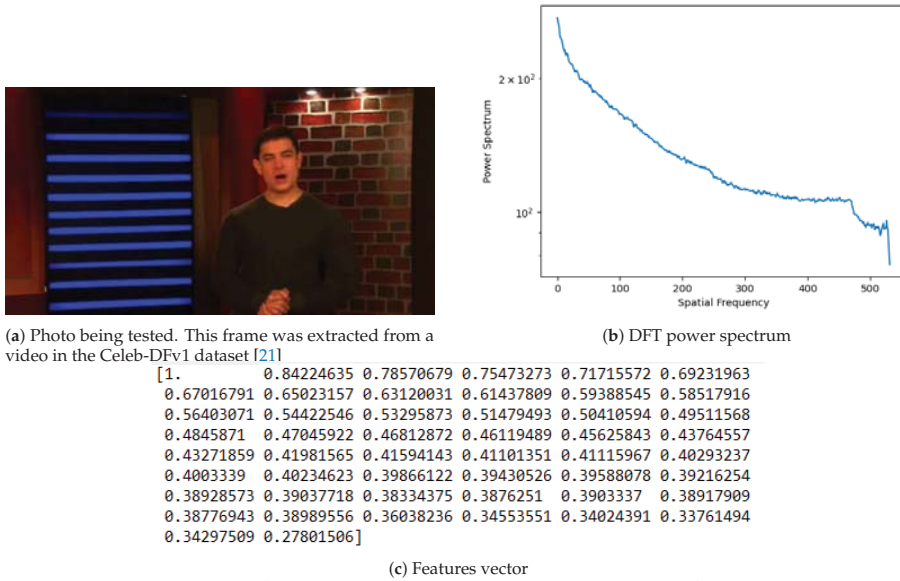 2 × 10²
10²
Power Spectrum
0 100 200 300 400 500
Spatial Frequency
(a) Photo being tested. This frame was extracted from a
video in the Celeb-DFv1 dataset [21]
(b) DFT power spectrum
[1. 0.84224635 0.78570679 0.75473273 0.71715572 0.69231963
0.67016791 0.65023157 0.63120031 0.61437809 0.59388545 0.58517916
0.56403071 0.54422546 0.53295873 0.51479493 0.50410594 0.49511568
0.4845871 0.47045922 0.46812872 0.46119489 0.45625843 0.43764557
0.43271859 0.41981565 0.41594143 0.41101351 0.41115967 0.40293237
0.4003339 0.40234623 0.39866122 0.39430526 0.39588078 0.39216254
0.38928573 0.39037718 0.38334375 0.3876251 0.3903337 0.38917909
0.38776943 0.38989556 0.36038236 0.34553551 0.34024391 0.33761494
0.34297509 0.27801506]
(c) Features vector